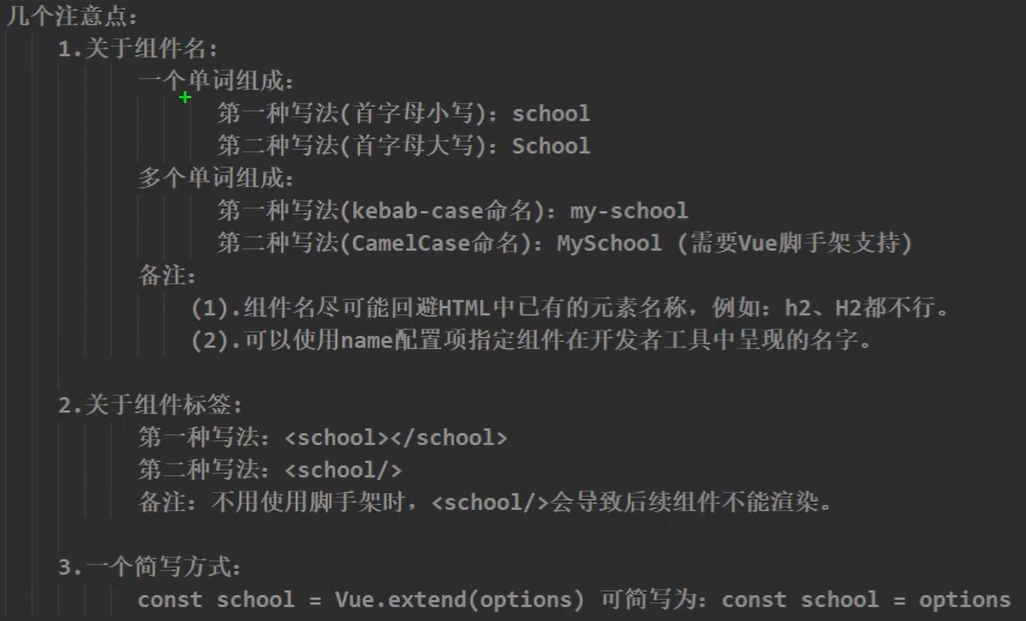 几个注意点：
1.关于组件名：
一个单词组成：
第一种写法(首字母小写)：school
第二种写法(首字母大写)：School
多个单词组成：
第一种写法(kebab-case命名)：my-school
第二种写法(CamelCase命名)：MySchool (需要Vue脚手架支持)
备注：
(1).组件名尽可能回避HTML中已有的元素名称，例如：h2、H2都不行。
(2).可以使用name配置项指定组件在开发者工具中呈现的名字。
2.关于组件标签：
第一种写法：<school></school>
第二种写法：<school/>
备注：不用使用脚手架时，<school/>会导致后续组件不能渲染。
3.一个简写方式：
const school = Vue.extend(options) 可简写为：const school = options